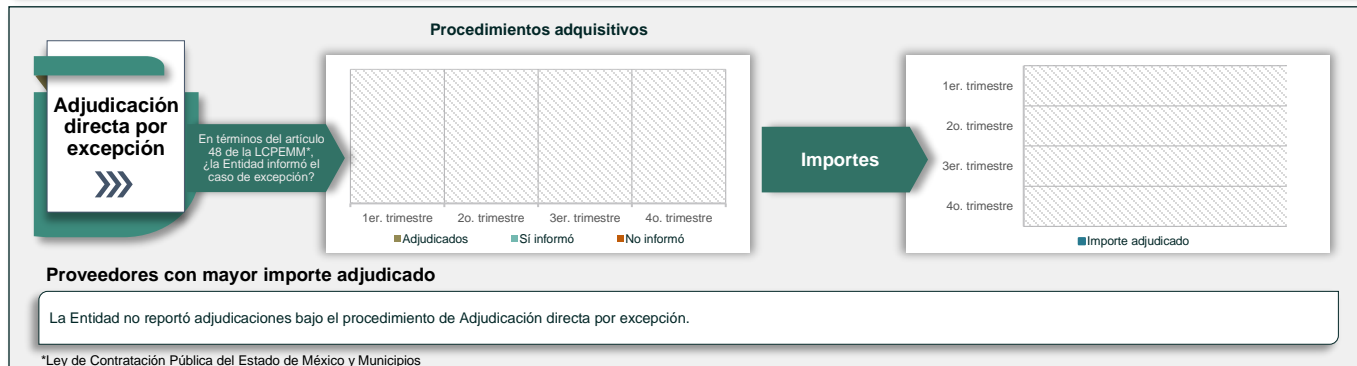 Procedimientos adquisitivos
Adjudicación
directa por
excepción
En términos del artículo
48 de la LCPEMM*,
¿la Entidad informó el
caso de excepción?
1er. trimestre 2o. trimestre 3er. trimestre 4o. trimestre
Adjudicados Sí informó No informó
Importes
1er. trimestre
2o. trimestre
3er. trimestre
4o. trimestre
Importe adjudicado
Proveedores con mayor importe adjudicado
La Entidad no reportó adjudicaciones bajo el procedimiento de Adjudicación directa por excepción.
*Ley de Contratación Pública del Estado de México y Municipios